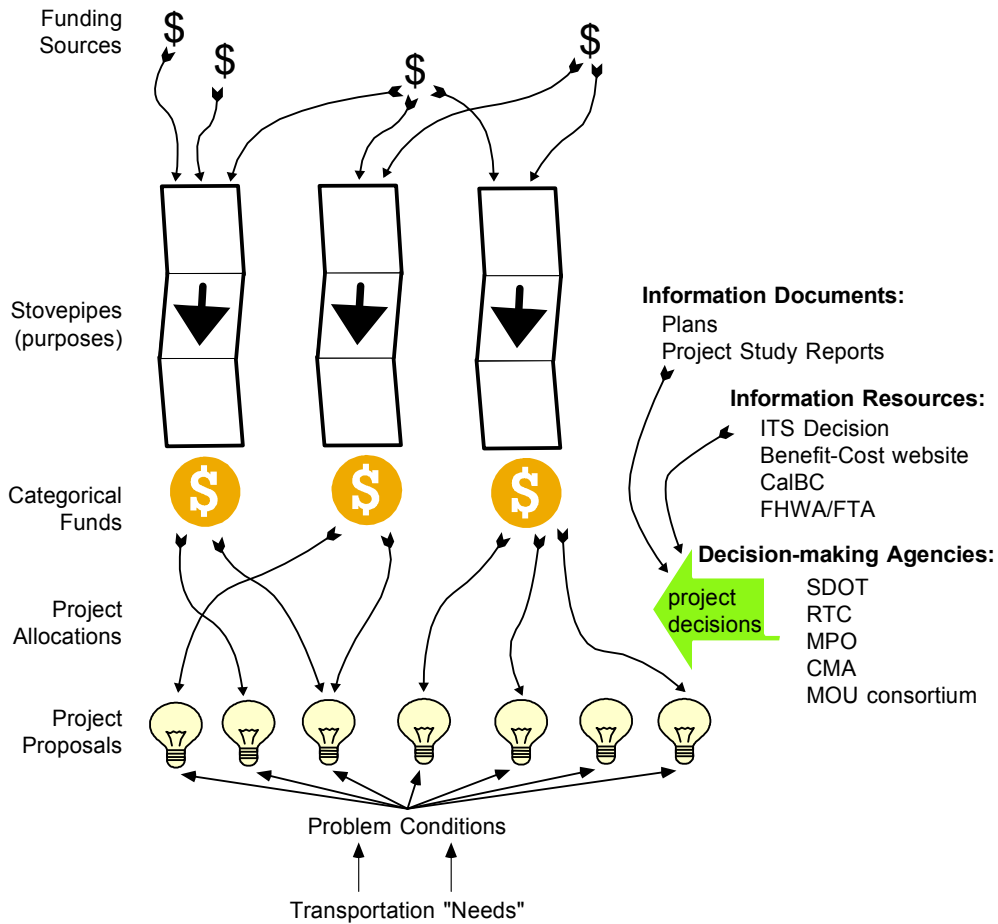 Funding
Sources
$
$
$
$
Stovepipes
(purposes)
Information Documents:
Plans
Project Study Reports
Information Resources:
ITS Decision
Benefit-Cost website
CalBC
FHWA/FTA
Categorical
Funds
$
$
$
Decision-making Agencies:
SDOT
RTC
MPO
CMA
MOU consortium
project
decisions
Project
Allocations
Project
Proposals
Problem Conditions
Transportation "Needs"